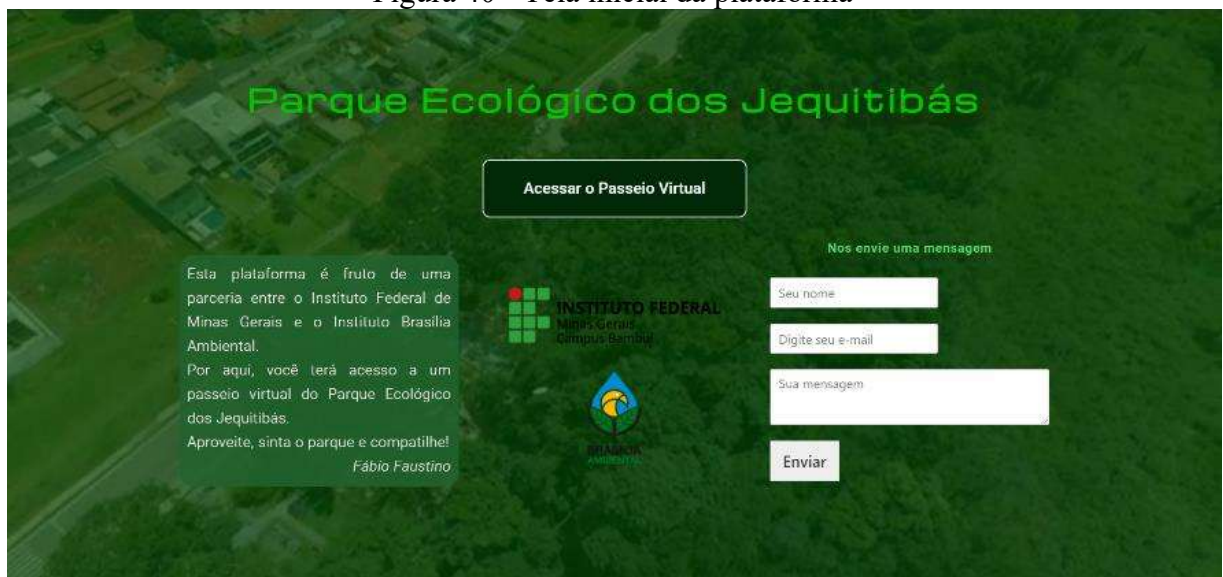 Parque Ecológico dos Jequitibás
Acessar o Passeio Virtual
Esta plataforma é fruto de uma
parceria entre o Instituto Federal de
Minas Gerais e o Instituto Brasília
Ambiental.
Por aqui, você terá acesso a um
passeio virtual do Parque Ecológico
dos Jequitibás.
Aproveite, sinta o parque e compatilhe!
Fábio Faustino
INSTITUTO FEDERAL
Minas Gerais
Campus Bambuí
BRASÍLIA
AMBIENTAL
Nos envie uma mensagem
Seu nome
Digite seu e-mail
Sua mensagem
Enviar